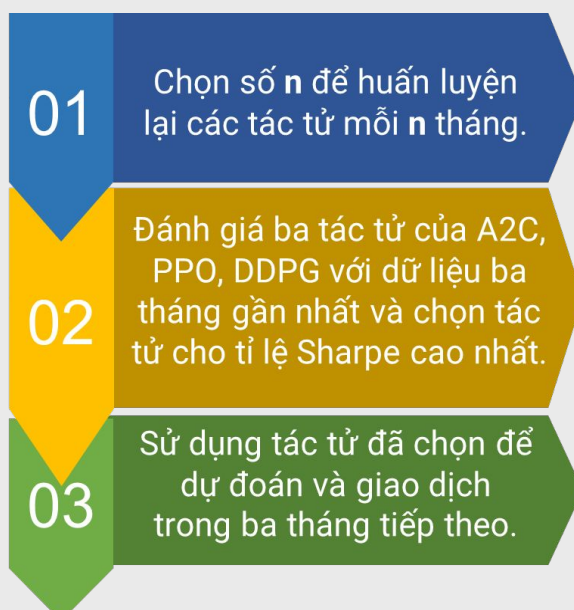 01
Chọn số n để huấn luyện
lại các tác tử mỗi n tháng.
02
Đánh giá ba tác tử của A2C,
PPO, DDPG với dữ liệu ba
tháng gần nhất và chọn tác
tử cho tỉ lệ Sharpe cao nhất.
03
Sử dụng tác tử đã chọn để
dự đoán và giao dịch
trong ba tháng tiếp theo.